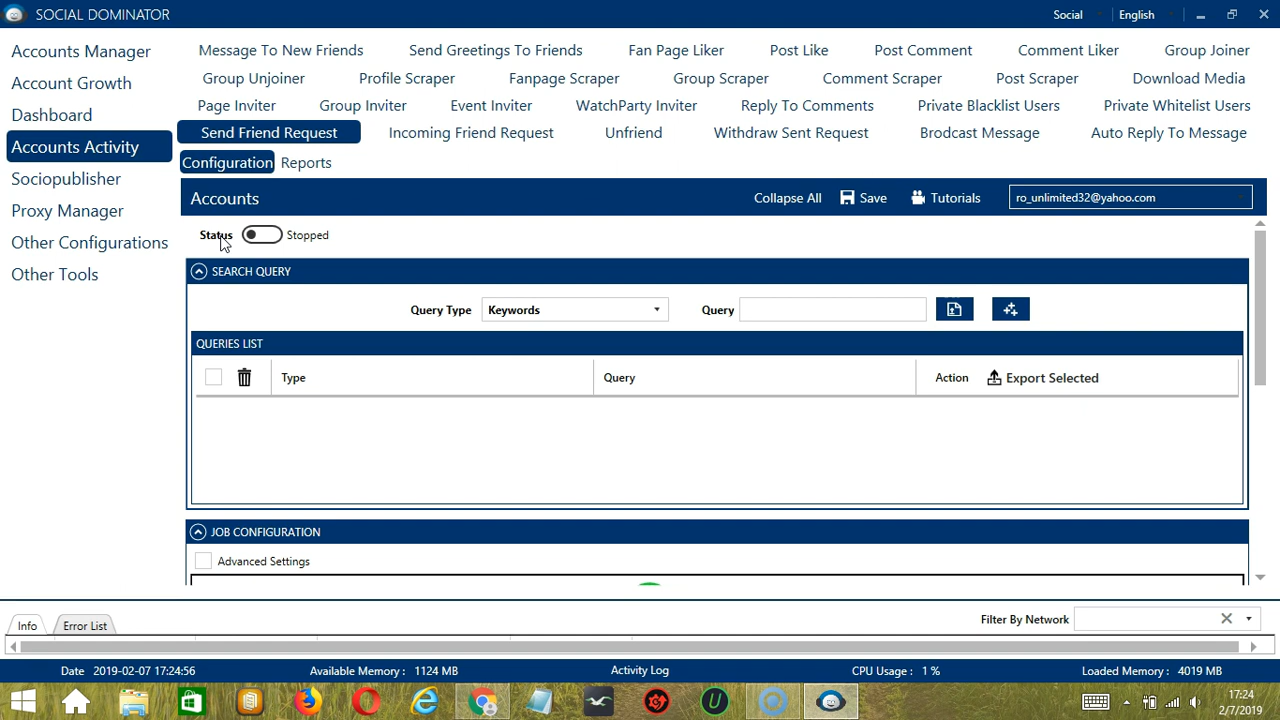 SOCIAL DOMINATOR
Social English
Accounts Manager
Account Growth
Dashboard
Accounts Activity
Sociopublisher
Proxy Manager
Other Configurations
Other Tools
Message To New Friends Send Greetings To Friends Fan Page Liker Post Like Post Comment Comment Liker Group Joiner
Group Unjoiner Profile Scraper Fanpage Scraper Group Scraper Comment Scraper Post Scraper Download Media
Page Inviter Group Inviter Event Inviter WatchParty Inviter Reply To Comments Private Blacklist Users Private Whitelist Users
Send Friend Request Incoming Friend Request Unfriend Withdraw Sent Request Brodcast Message Auto Reply To Message
Configuration Reports
Accounts Collapse All Save Tutorials ro_unlimited32@yahoo.com
Status Stopped
SEARCH QUERY
Query Type Keywords Query
QUERIES LIST
Type Query Action Export Selected
JOB CONFIGURATION
Advanced Settings
Info Error List Filter By Network
Date 2019-02-07 17:24:56 Available Memory : 1124 MB Activity Log CPU Usage : 1 % Loaded Memory : 4019 MB
17:24
2/7/2019